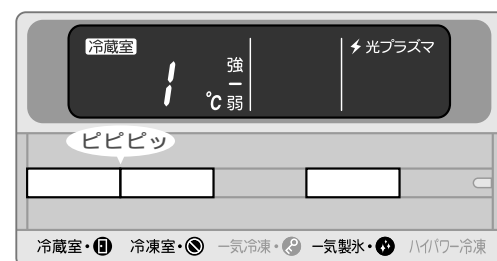 冷蔵室
1 ℃
強
弱
光プラズマ
ピピピッ
冷蔵室・ 冷凍室・ 一気冷凍・ 一気製氷・ ハイパワー冷凍